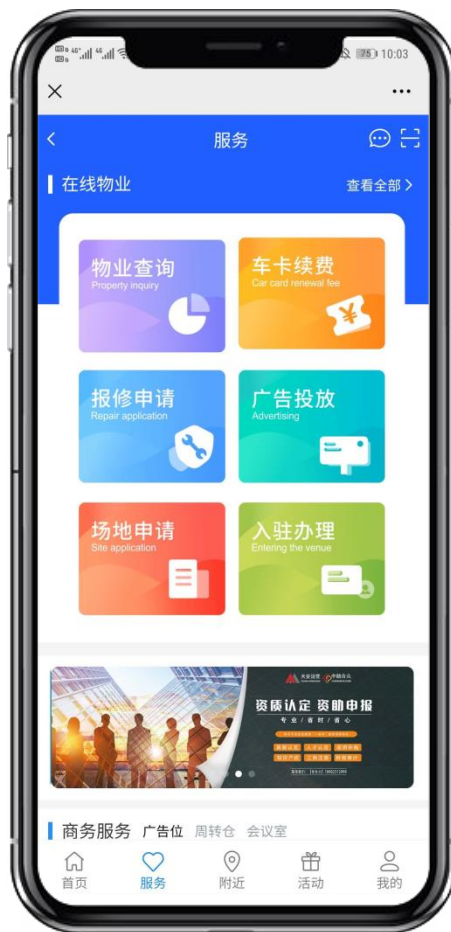 75 10:03
服务
在线物业
查看全部
物业查询
Property inquiry
车卡续费
Car card renewal fee
报修申请
Repair application
广告投放
Advertising
场地申请
Site application
入驻办理
Entering the venue
资质认定 资助申报
专业/省时/省心
商务服务 广告位 周转仓 会议室
首页 服务 附近 活动 我的